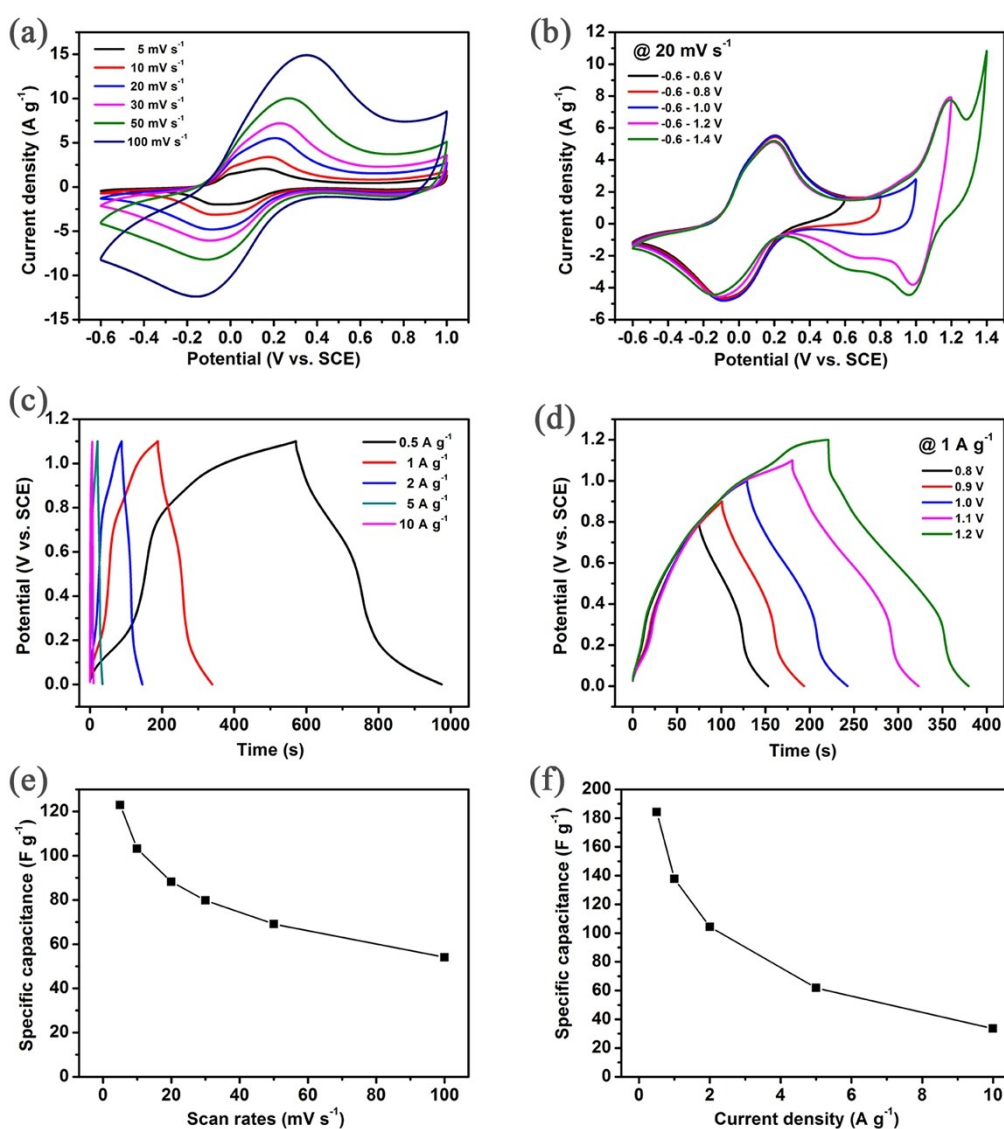 (a)
5 mV s⁻¹
10 mV s⁻¹
20 mV s⁻¹
30 mV s⁻¹
50 mV s⁻¹
100 mV s⁻¹
15
10
5
0
-5
-10
-15
Current density (A g⁻¹)
-0.6 -0.4 -0.2 0.0 0.2 0.4 0.6 0.8 1.0
Potential (V vs. SCE)
(b)
@ 20 mV s⁻¹
-0.6 - 0.6 V
-0.6 - 0.8 V
-0.6 - 1.0 V
-0.6 - 1.2 V
-0.6 - 1.4 V
12
10
8
6
4
2
0
-2
-4
-6
Current density (A g⁻¹)
-0.6 -0.4 -0.2 0.0 0.2 0.4 0.6 0.8 1.0 1.2 1.4
Potential (V vs. SCE)
(c)
0.5 A g⁻¹
1 A g⁻¹
2 A g⁻¹
5 A g⁻¹
10 A g⁻¹
1.2
1.0
0.8
0.6
0.4
0.2
0.0
Potential (V vs. SCE)
0 200 400 600 800 1000
Time (s)
(d)
@ 1 A g⁻¹
0.8 V
0.9 V
1.0 V
1.1 V
1.2 V
1.2
1.0
0.8
0.6
0.4
0.2
0.0
Potential (V vs. SCE)
0 50 100 150 200 250 300 350 400
Time (s)
(e)
120
100
80
60
40
20
0
Specific capacitance (F g⁻¹)
0 20 40 60 80 100
Scan rates (mV s⁻¹)
(f)
200
180
160
140
120
100
80
60
40
20
0
Specific capacitance (F g⁻¹)
0 2 4 6 8 10
Current density (A g⁻¹)